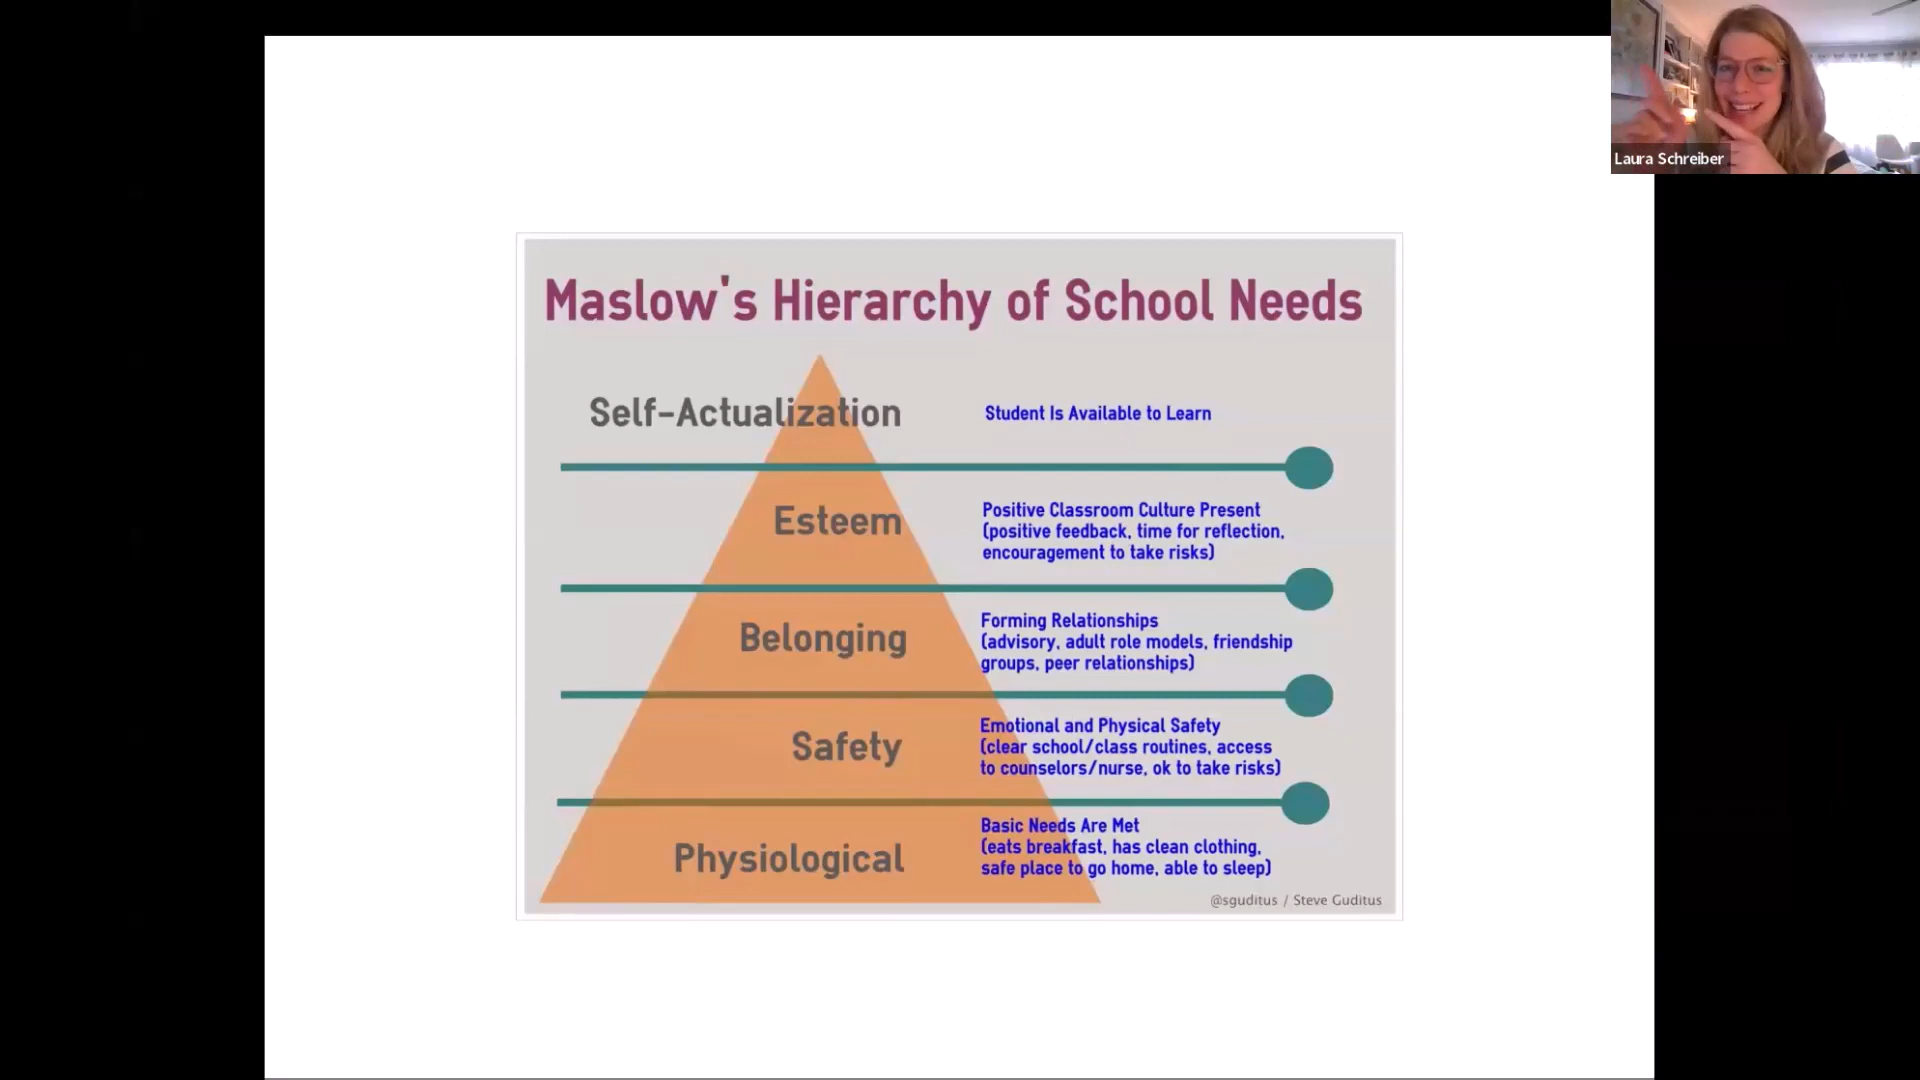 Laura Schreiber
Maslow's Hierarchy of School Needs
Self-Actualization
Student Is Available to Learn
Esteem
Positive Classroom Culture Present
(positive feedback, time for reflection,
encouragement to take risks)
Belonging
Forming Relationships
(advisory, adult role models, friendship
groups, peer relationships)
Safety
Emotional and Physical Safety
(clear school/class routines, access
to counselors/nurse, ok to take risks)
Physiological
Basic Needs Are Met
(eats breakfast, has clean clothing,
safe place to go home, able to sleep)
@sguditus / Steve Guditus